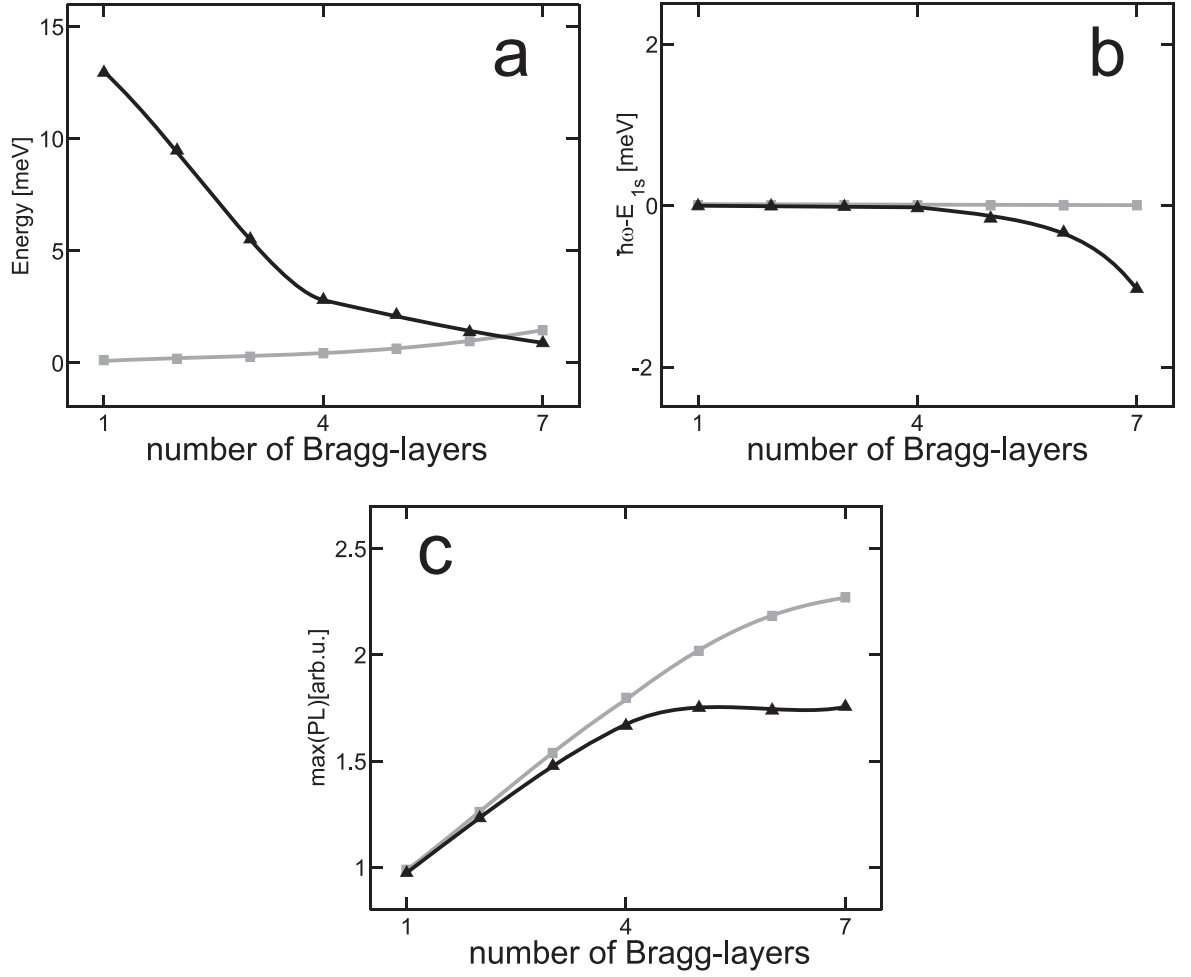 a
15
10
5
0
Energy [meV]
1
4
7
number of Bragg-layers
b
2
0
-2
ħω-E 1s [meV]
1
4
7
number of Bragg-layers
c
2.5
2
1.5
1
max(PL)[arb.u.]
1
4
7
number of Bragg-layers